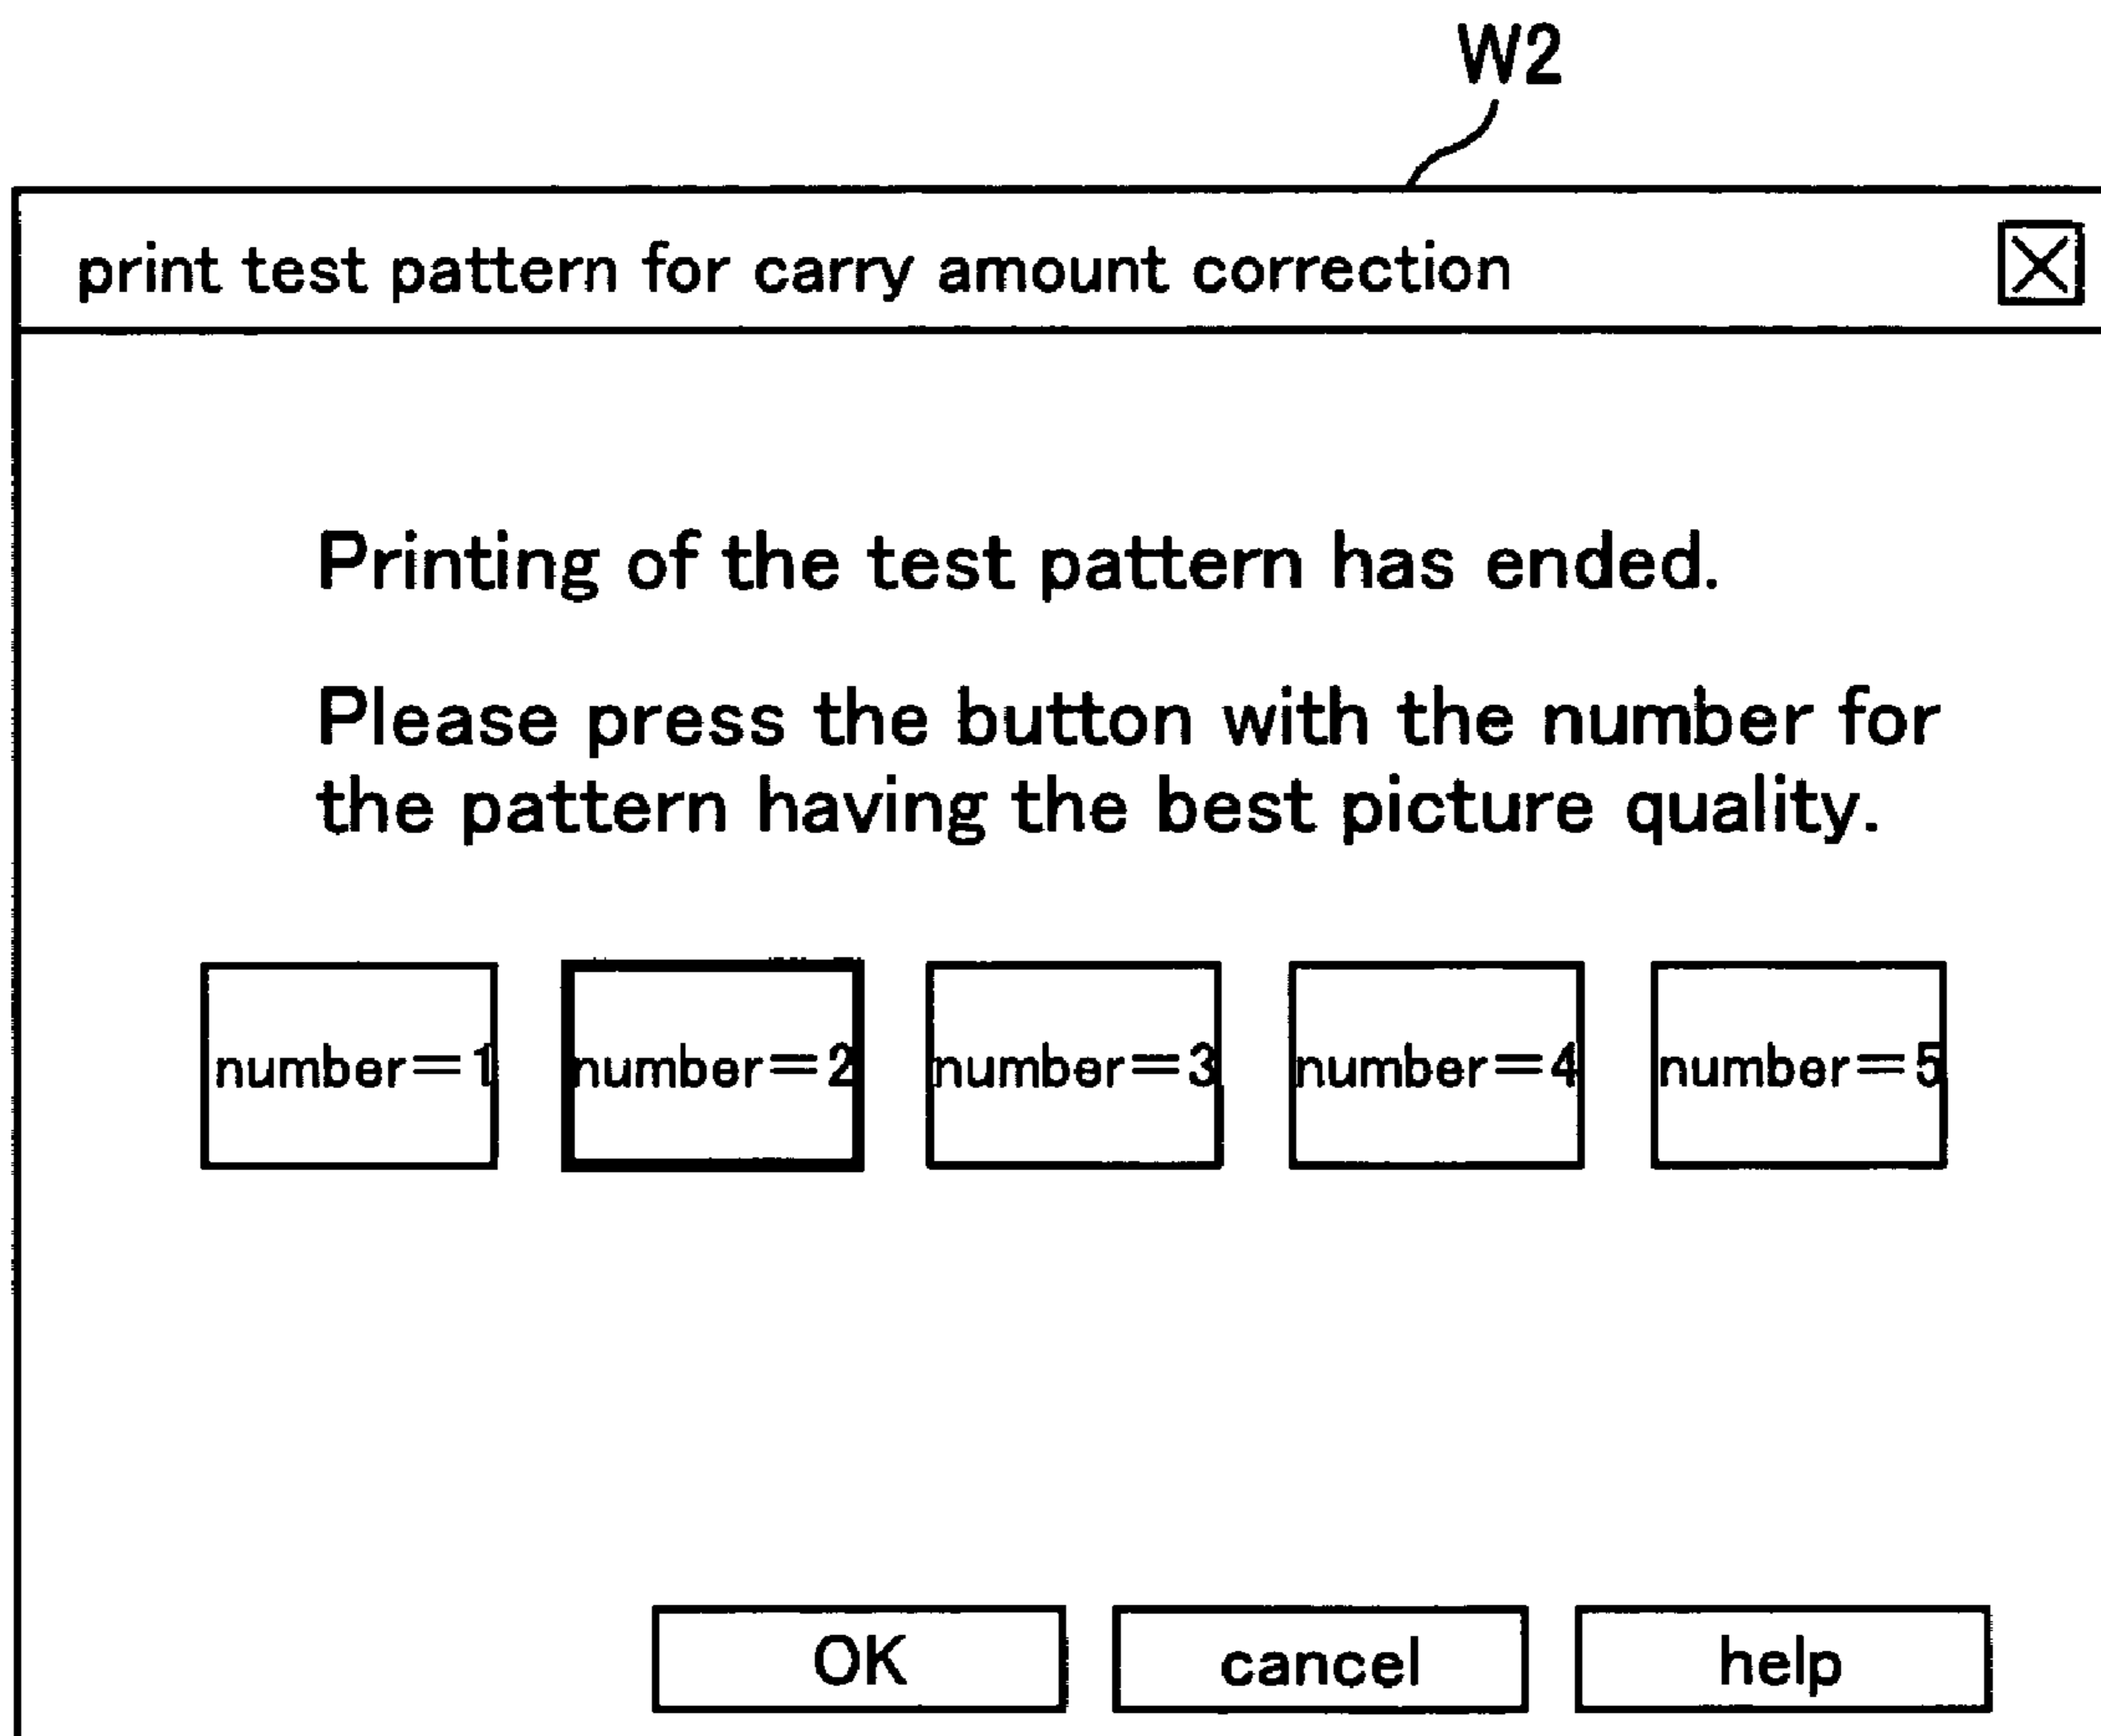 W2
print test pattern for carry amount correction
Printing of the test pattern has ended.
Please press the button with the number for
the pattern having the best picture quality.
number=1 number=2 number=3 number=4 number=5
OK cancel help